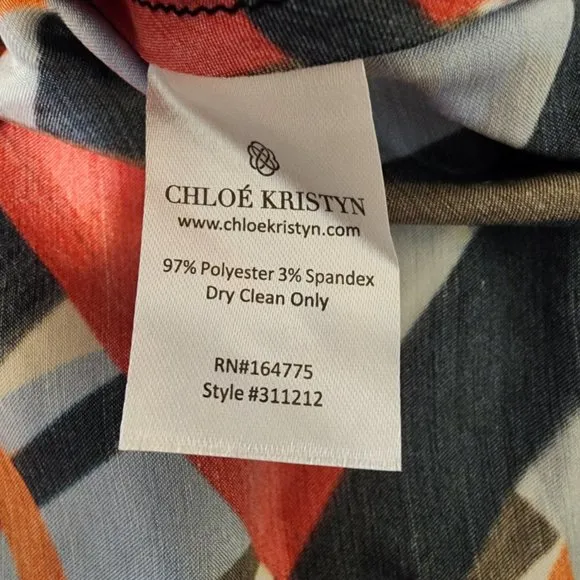 CHLOÉ KRISTYN
www.chloekristyn.com
97% Polyester 3% Spandex
Dry Clean Only
RN#164775
Style #311212